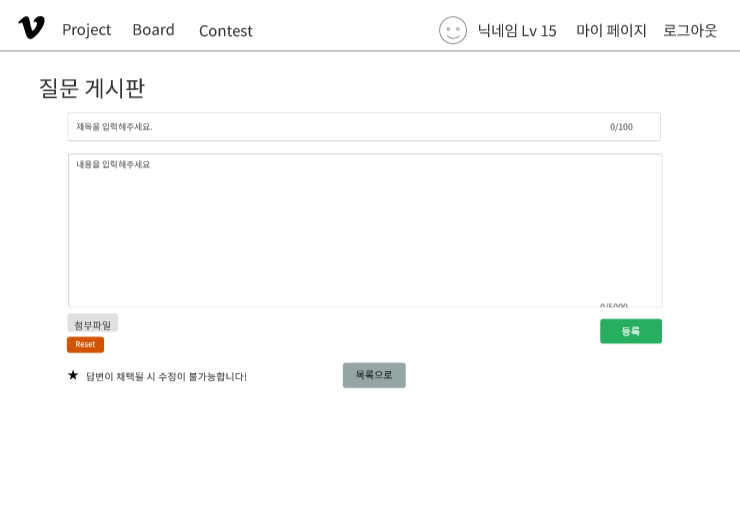 Project Board Contest 닉네임 Lv 15 마이 페이지 로그아웃
질문 게시판
제목을 입력해주세요. 0/100
내용을 입력해주세요
0/5000
첨부파일
등록
Reset
★ 답변이 채택될 시 수정이 불가능합니다!
목록으로